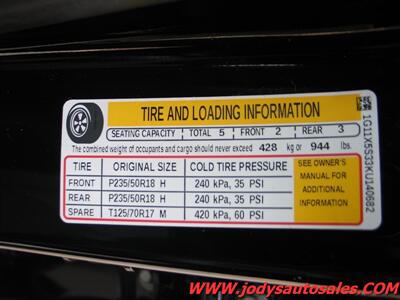 TIRE AND LOADING INFORMATION
SEATING CAPACITY TOTAL 5 FRONT 2 REAR 3
The combined weight of occupants and cargo should never exceed 428 kg or 944 lbs.
TIRE ORIGINAL SIZE COLD TIRE PRESSURE
FRONT P235/50R18 H 240 kPa, 35 PSI
REAR P235/50R18 H 240 kPa, 35 PSI
SPARE T125/70R17 M 420 kPa, 60 PSI
SEE OWNER'S
MANUAL FOR
ADDITIONAL
INFORMATION
1G11X5S33KU140682
www.jodysautosales.com